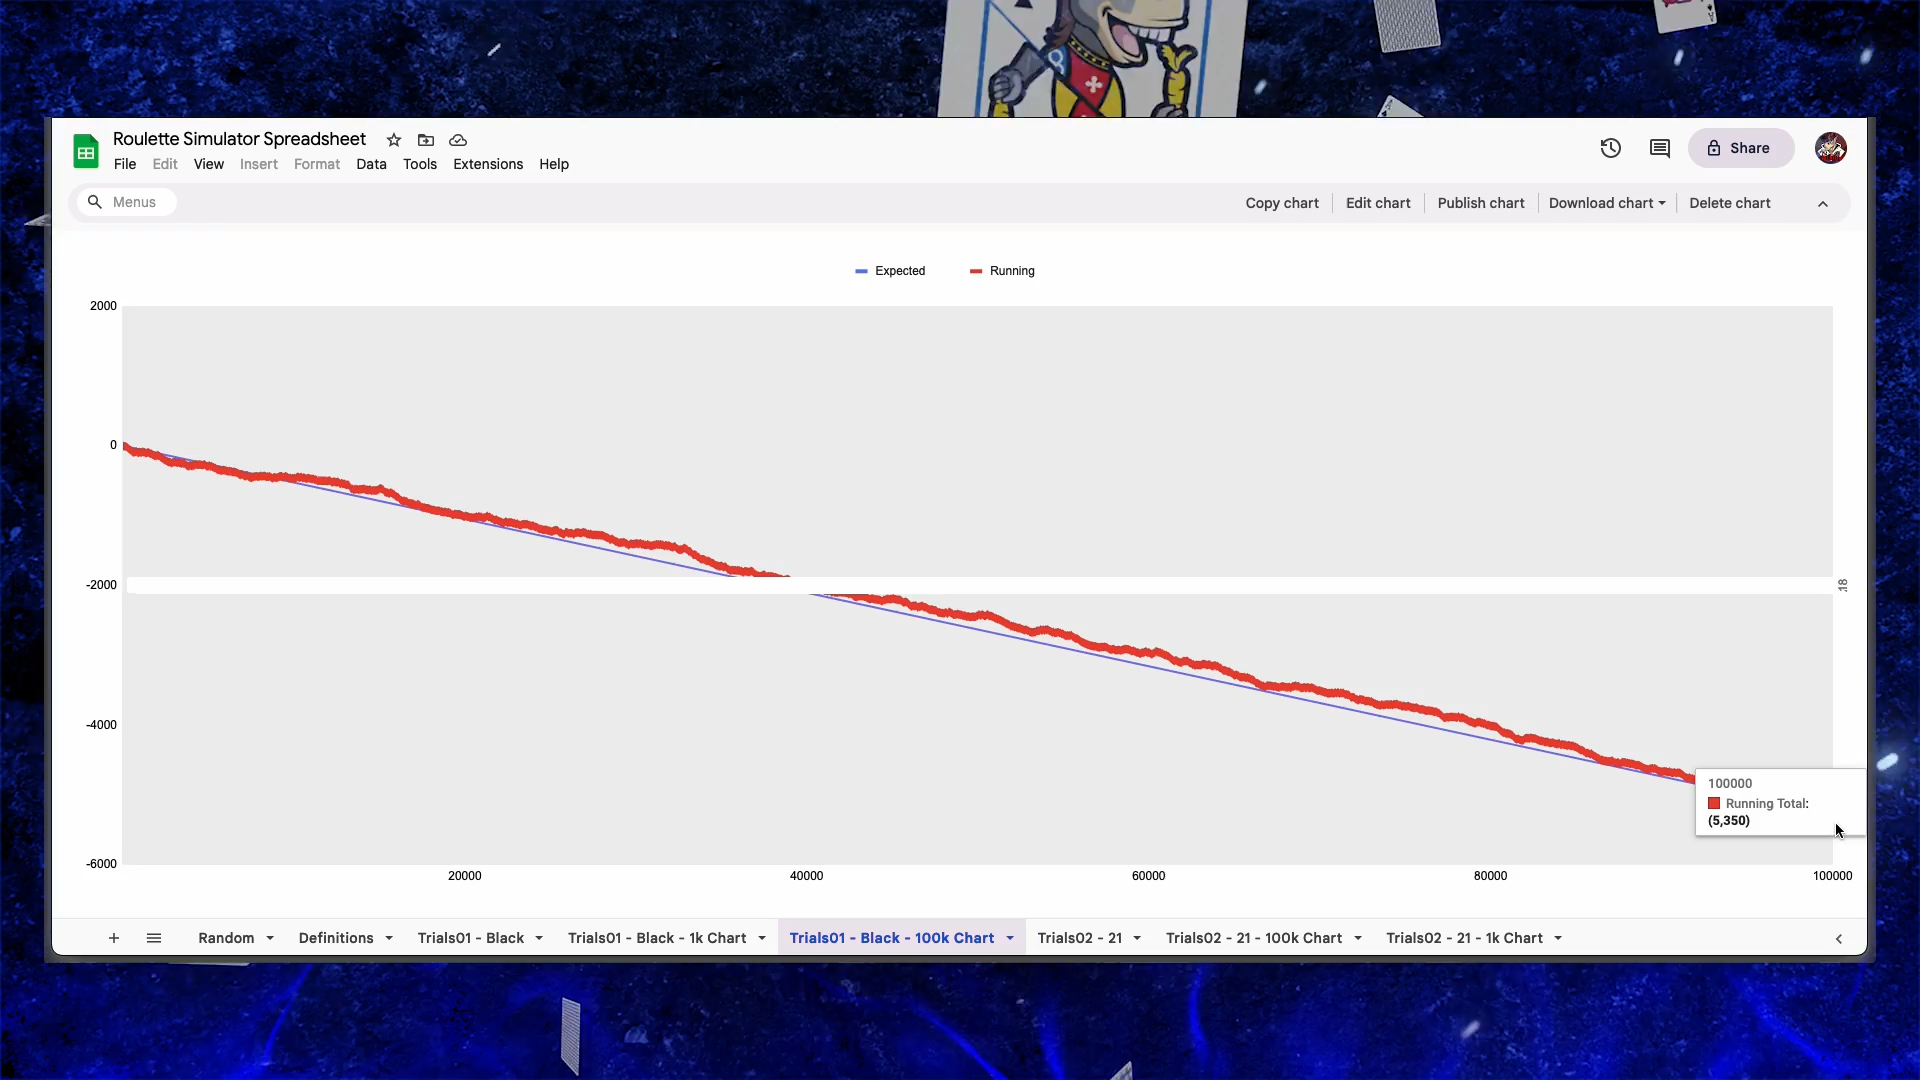 Roulette Simulator Spreadsheet
File Edit View Insert Format Data Tools Extensions Help
Share
Menus
Copy chart Edit chart Publish chart Download chart Delete chart
Expected Running
2000
0
-2000
-4000
-6000
18
100000
Running Total:
(5,350)
20000 40000 60000 80000 100000
Random Definitions Trials01 - Black Trials01 - Black - 1k Chart Trials01 - Black - 100k Chart Trials02 - 21 Trials02 - 21 - 100k Chart Trials02 - 21 - 1k Chart